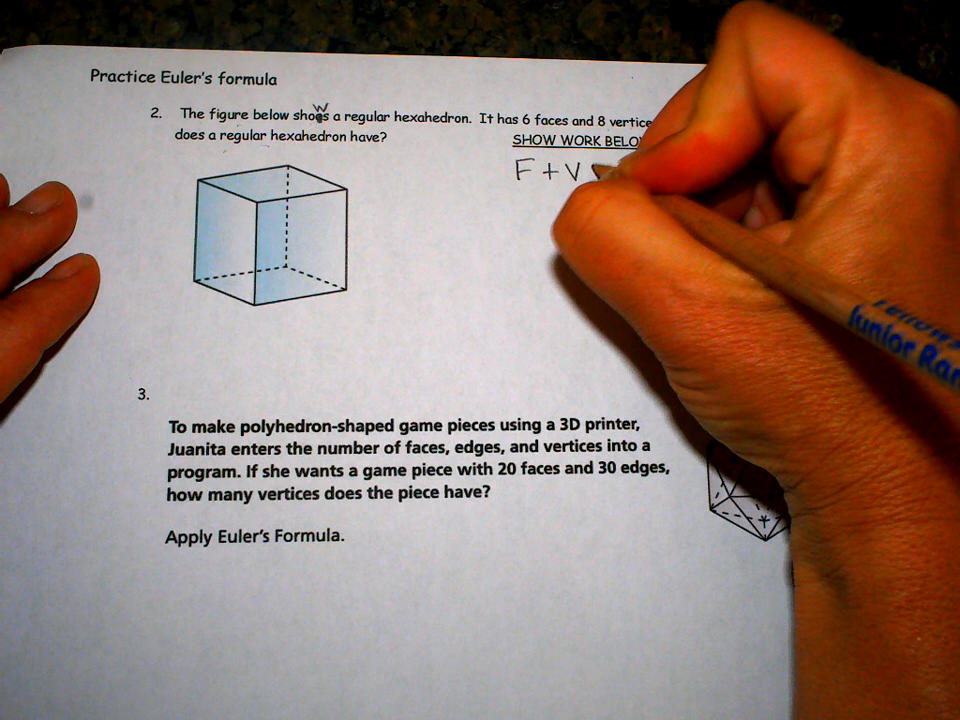 Practice Euler's formula
2. The figure below shows a regular hexahedron. It has 6 faces and 8 vertice
does a regular hexahedron have?
SHOW WORK BELO
F + V
3.
To make polyhedron-shaped game pieces using a 3D printer,
Juanita enters the number of faces, edges, and vertices into a
program. If she wants a game piece with 20 faces and 30 edges,
how many vertices does the piece have?
Apply Euler's Formula.
Junior Ran